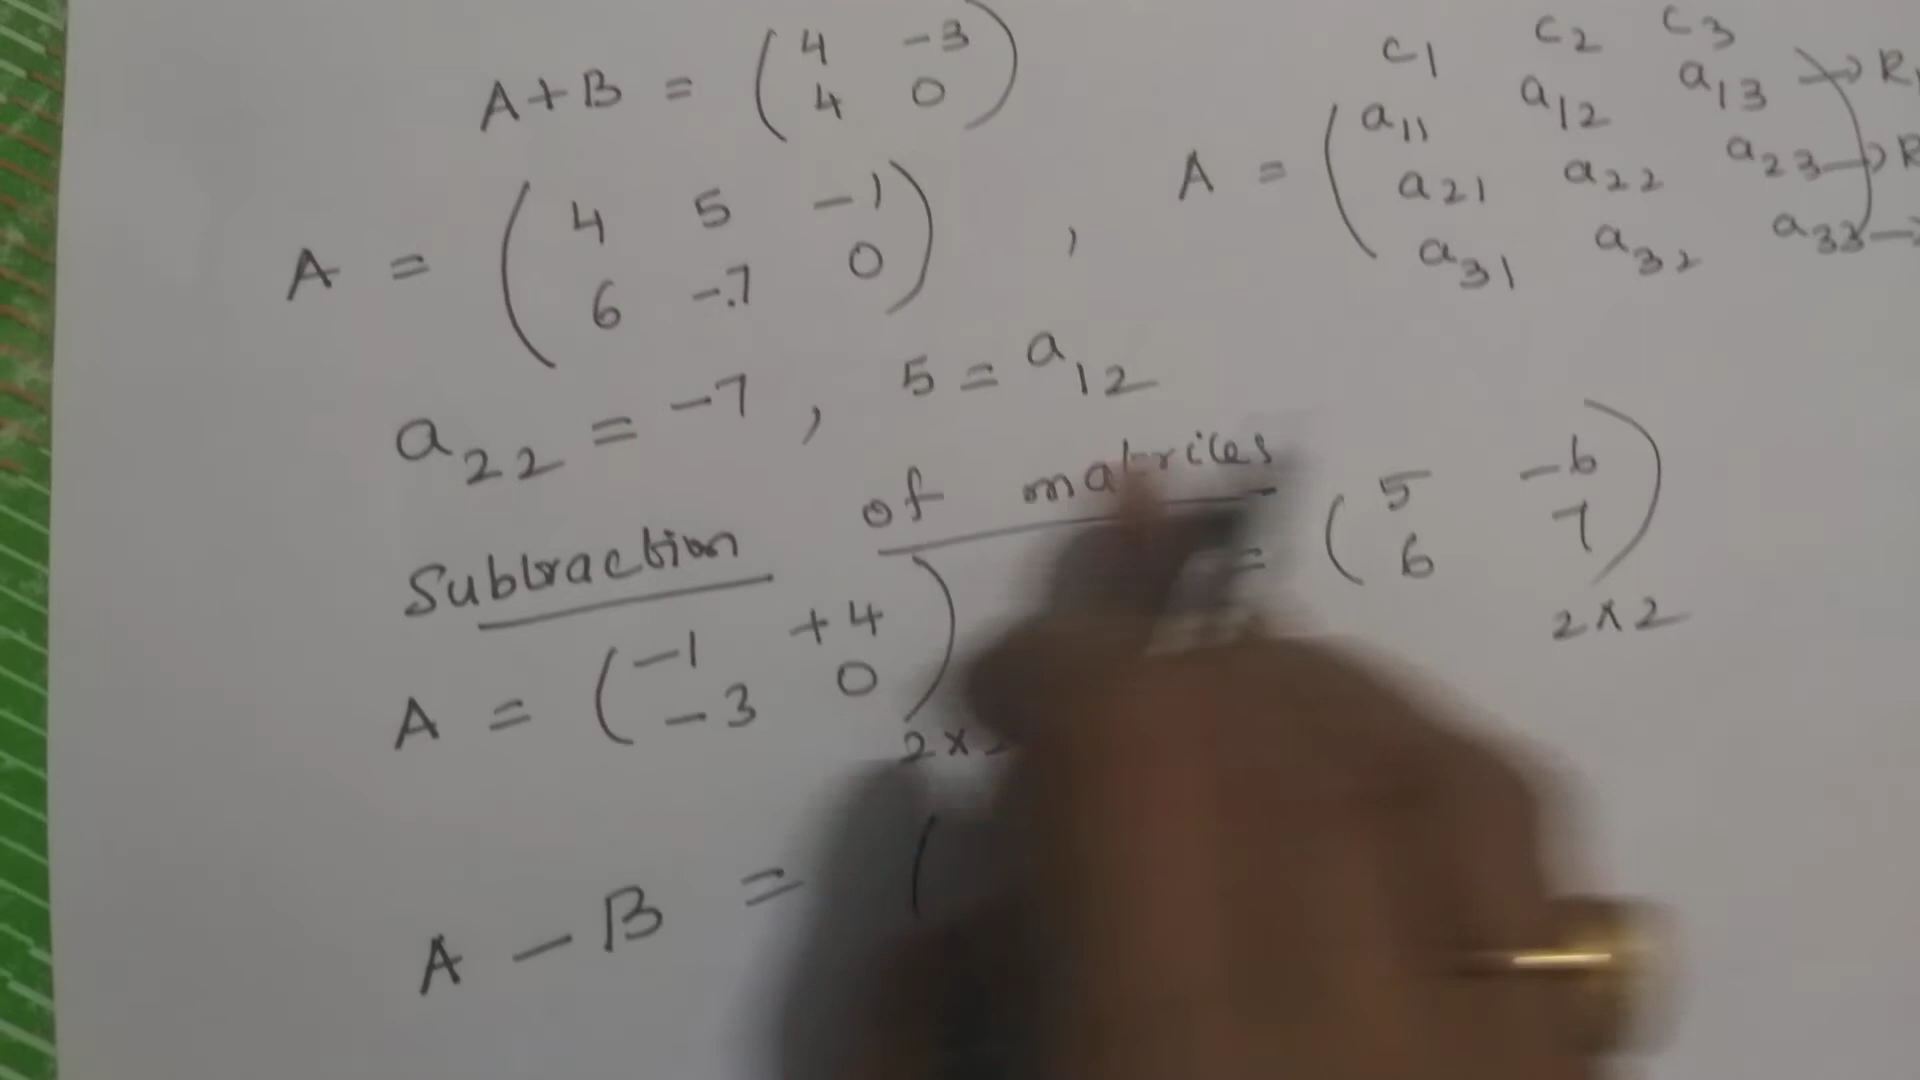 A+B = ( 4 -3
4 0 )
c1 c2 c3
A = ( a11 a12 a13 → R
a21 a22 a23 → R
a31 a32 a33 → )
A = ( 4 5 -1
6 -7 0 ) ,
a22 = -7 , 5 = a12
Subtraction of matrices
A = ( -1 +4
-3 0 ) 2×
= ( 5 -6
6 7 ) 2×2
A - B = (